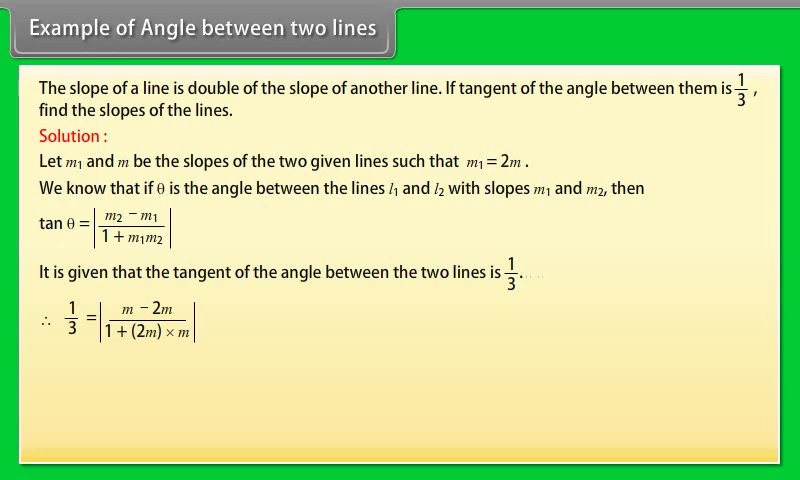 Example of Angle between two lines
The slope of a line is double of the slope of another line. If tangent of the angle between them is 1/3 ,
find the slopes of the lines.
Solution :
Let m₁ and m be the slopes of the two given lines such that m₁ = 2m .
We know that if θ is the angle between the lines l₁ and l₂ with slopes m₁ and m₂, then
tan θ = |(m₂ − m₁)/(1 + m₁m₂)|
It is given that the tangent of the angle between the two lines is 1/3.
∴ 1/3 = |(m − 2m)/(1 + (2m) × m)|